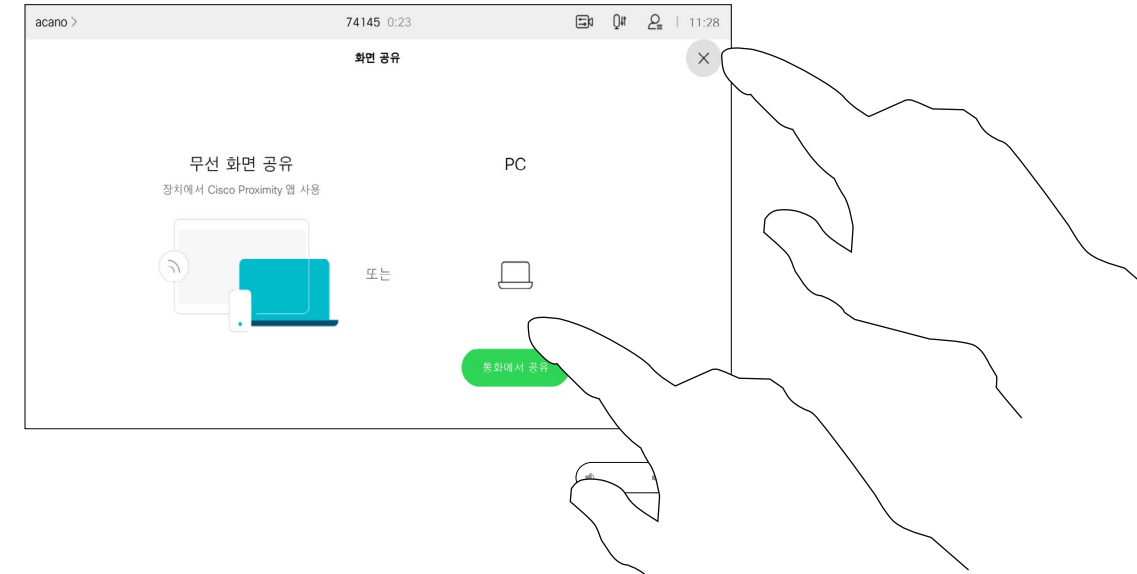 acano > 74145 0:23 | 11:28
화면 공유
무선 화면 공유
PC
장치에서 Cisco Proximity 앱 사용
또는
통화에서 공유